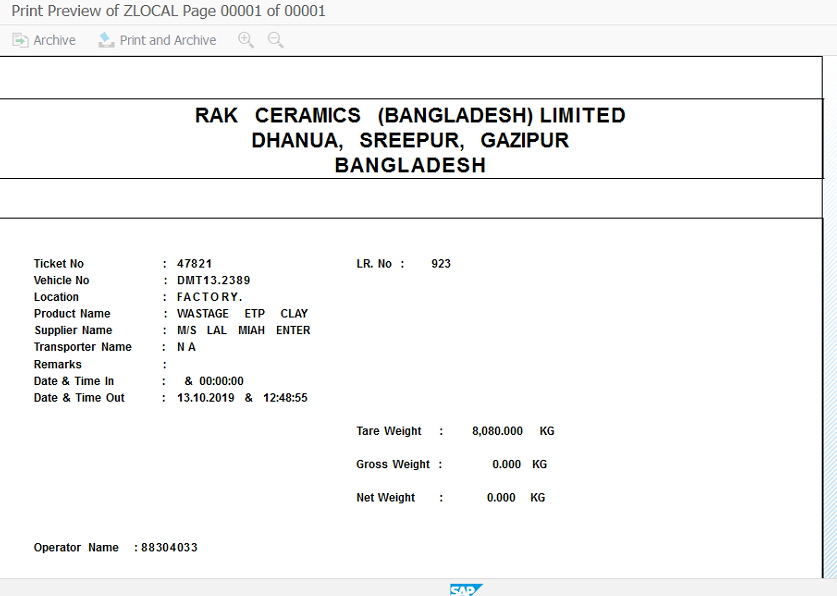 Print Preview of ZLOCAL Page 00001 of 00001
Archive Print and Archive
RAK CERAMICS (BANGLADESH) LIMITED
DHANUA, SREEPUR, GAZIPUR
BANGLADESH
Ticket No : 47821 LR. No : 923
Vehicle No : DMT13.2389
Location : FACTORY.
Product Name : WASTAGE ETP CLAY
Supplier Name : M/S LAL MIAH ENTER
Transporter Name : N A
Remarks :
Date & Time In : & 00:00:00
Date & Time Out : 13.10.2019 & 12:48:55
Tare Weight : 8,080.000 KG
Gross Weight : 0.000 KG
Net Weight : 0.000 KG
Operator Name : 88304033
SAP